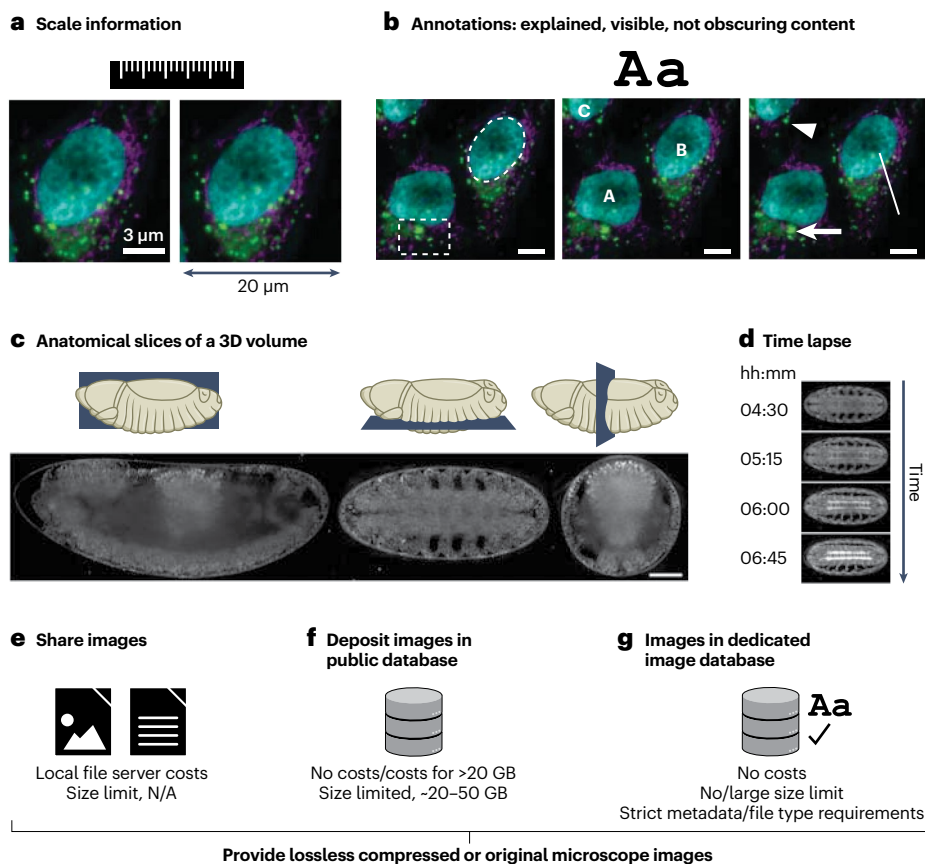 a Scale information
3 µm
20 µm
b Annotations: explained, visible, not obscuring content
Aa
C
B
A
c Anatomical slices of a 3D volume
d Time lapse
hh:mm
04:30
05:15
06:00
06:45
Time
e Share images
Local file server costs
Size limit, N/A
f Deposit images in
public database
No costs/costs for >20 GB
Size limited, ~20–50 GB
g Images in dedicated
image database
Aa
No costs
No/large size limit
Strict metadata/file type requirements
Provide lossless compressed or original microscope images